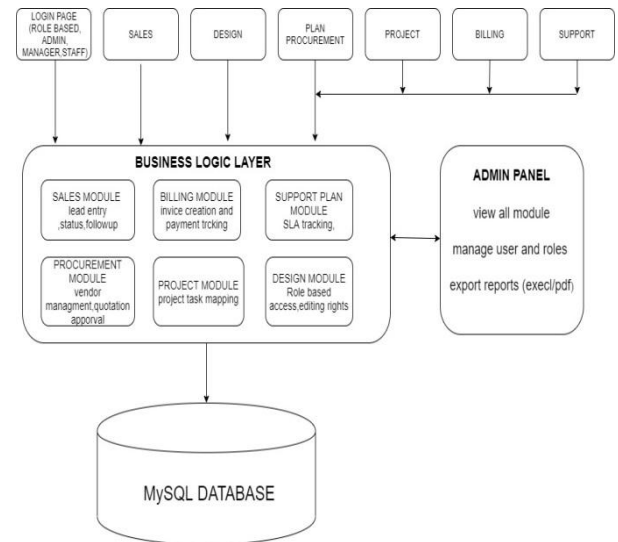 LOGIN PAGE
(ROLE BASED,
ADMIN,
MANAGER,STAFF)
SALES
DESIGN
PLAN
PROCUREMENT
PROJECT
BILLING
SUPPORT
BUSINESS LOGIC LAYER
SALES MODULE
lead entry
,status,followup
BILLING MODULE
invice creation and
payment trcking
SUPPORT PLAN
MODULE
SLA tracking,
PROCUREMENT
MODULE
vendor
managment,quotation
apporval
PROJECT MODULE
project task mapping
DESIGN MODULE
Role based
access,editing rights
ADMIN PANEL
view all module
manage user and roles
export reports (execl/pdf)
MySQL DATABASE